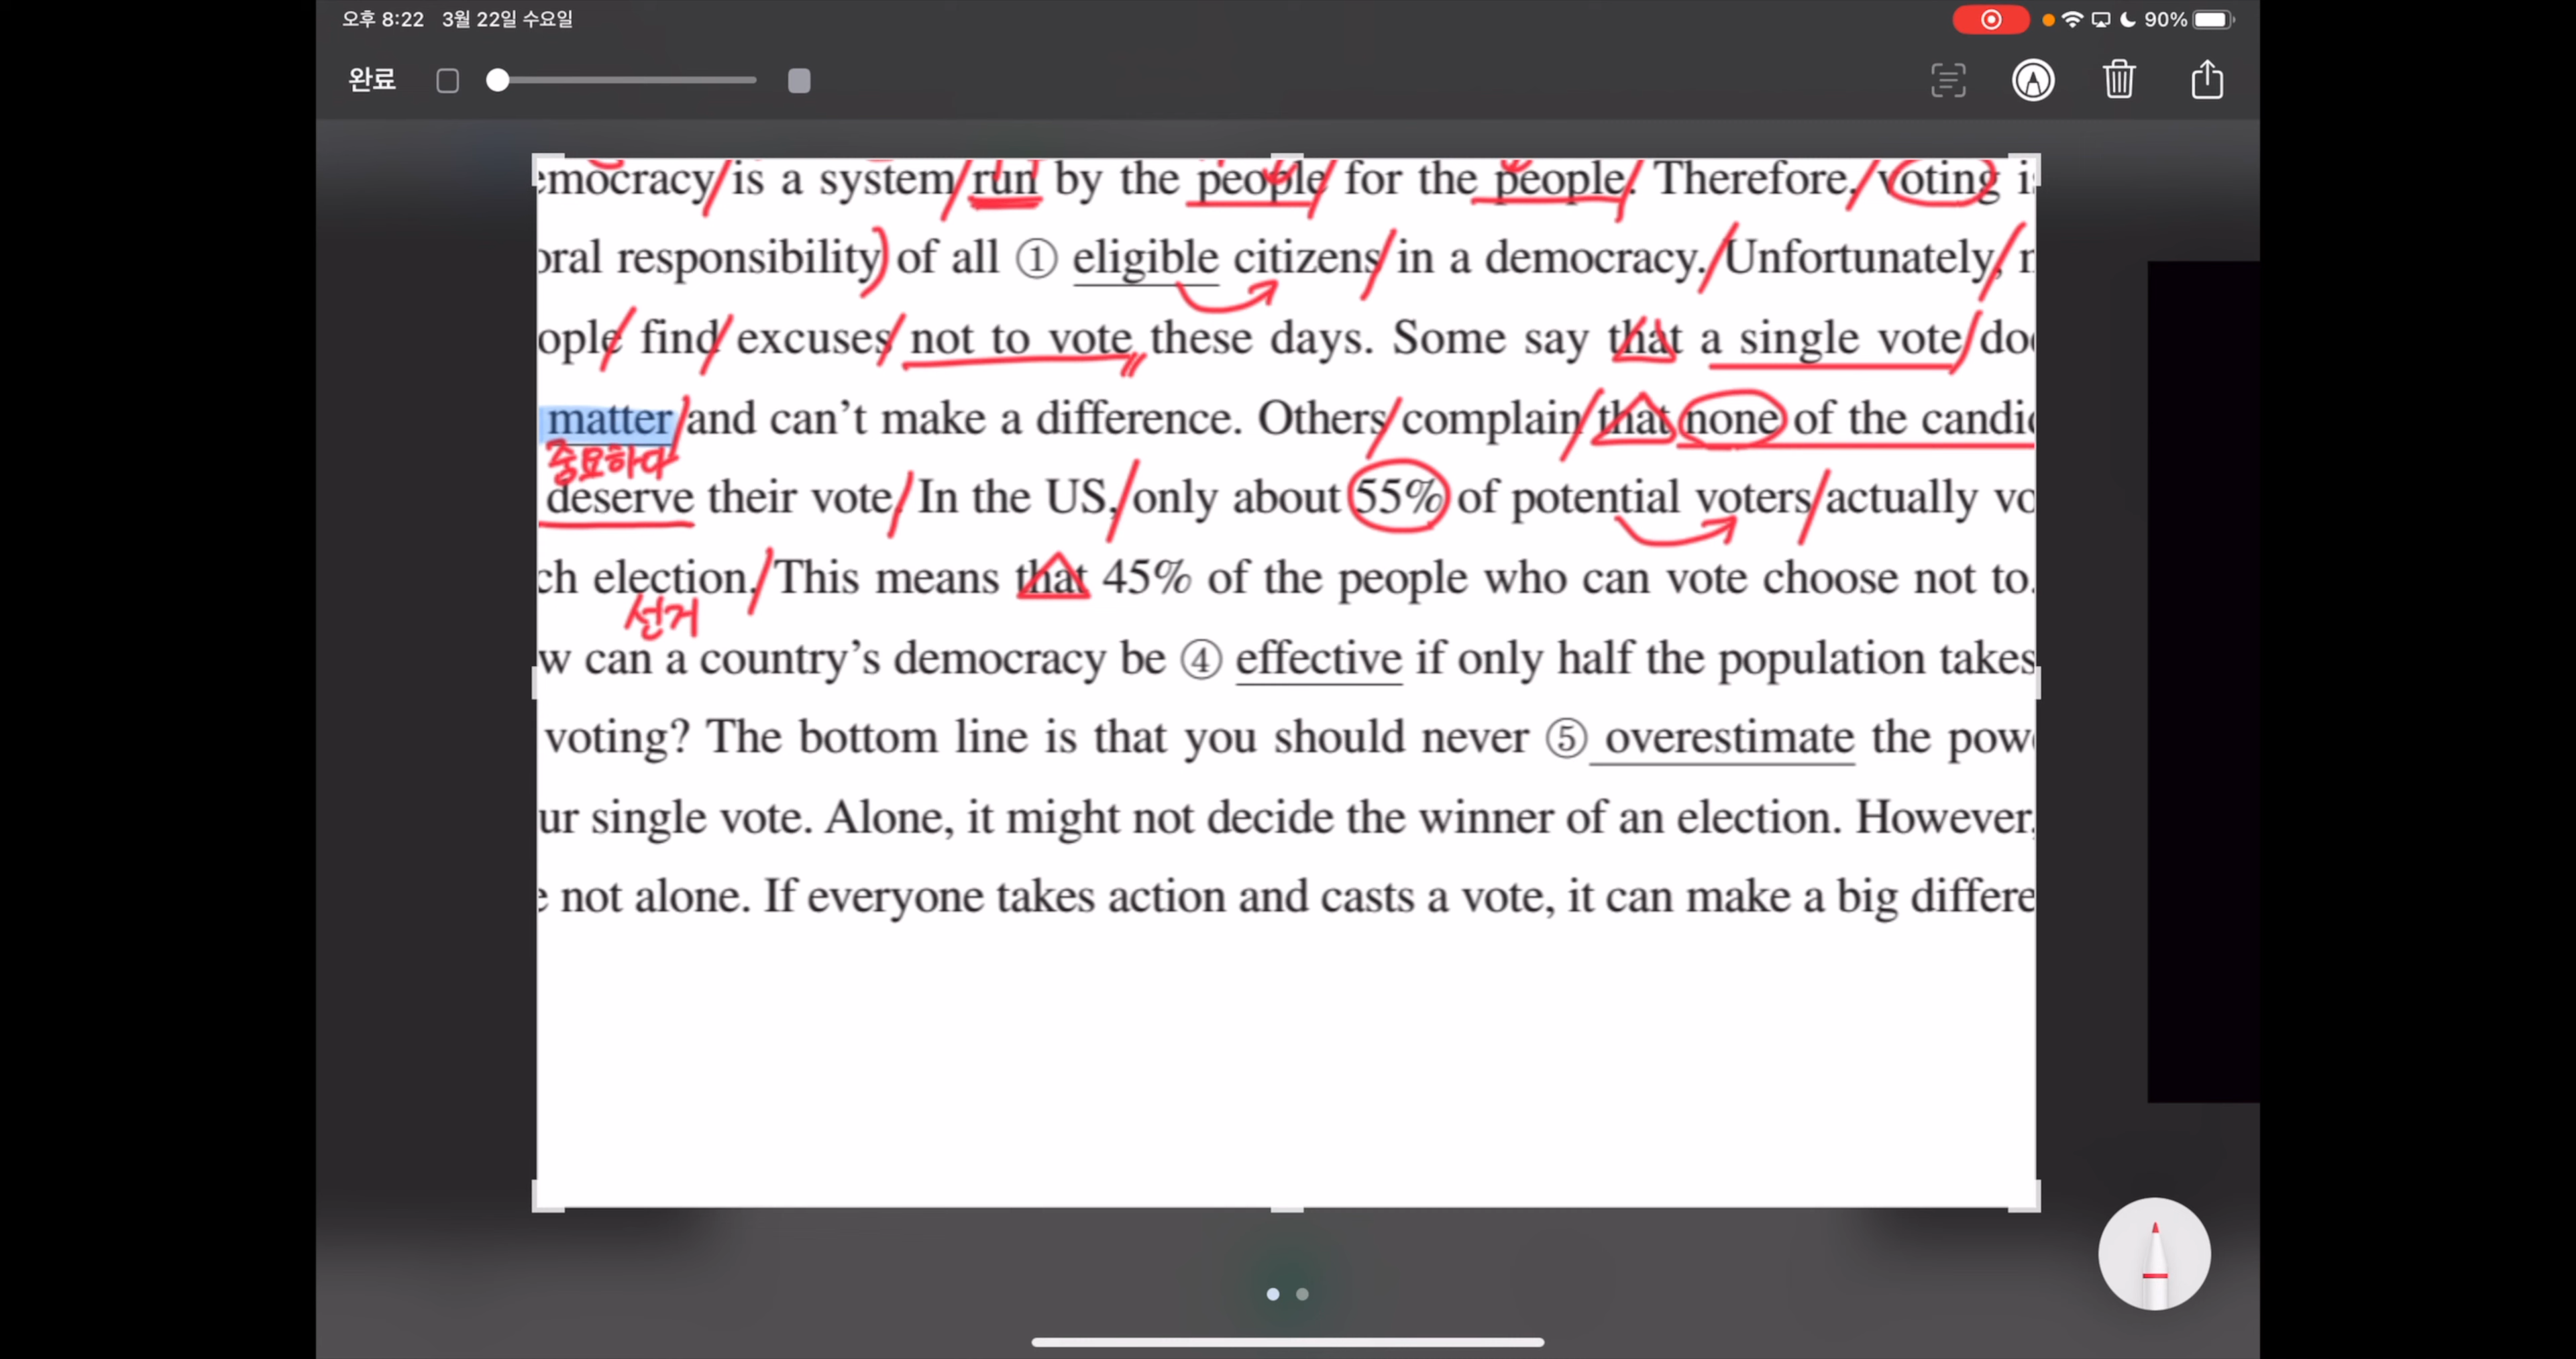 오후 8:22 3월 22일 수요일 90%
완료
emocracy is a system run by the people for the people. Therefore, voting is
oral responsibility of all ① eligible citizens in a democracy. Unfortunately,
ople find excuses not to vote these days. Some say that a single vote doe
matter and can't make a difference. Others complain that none of the candid
중요하다
deserve their vote. In the US, only about 55% of potential voters actually vo
ch election. This means that 45% of the people who can vote choose not to.
선거
w can a country's democracy be ④ effective if only half the population takes
voting? The bottom line is that you should never ⑤ overestimate the powe
ur single vote. Alone, it might not decide the winner of an election. However,
e not alone. If everyone takes action and casts a vote, it can make a big differe